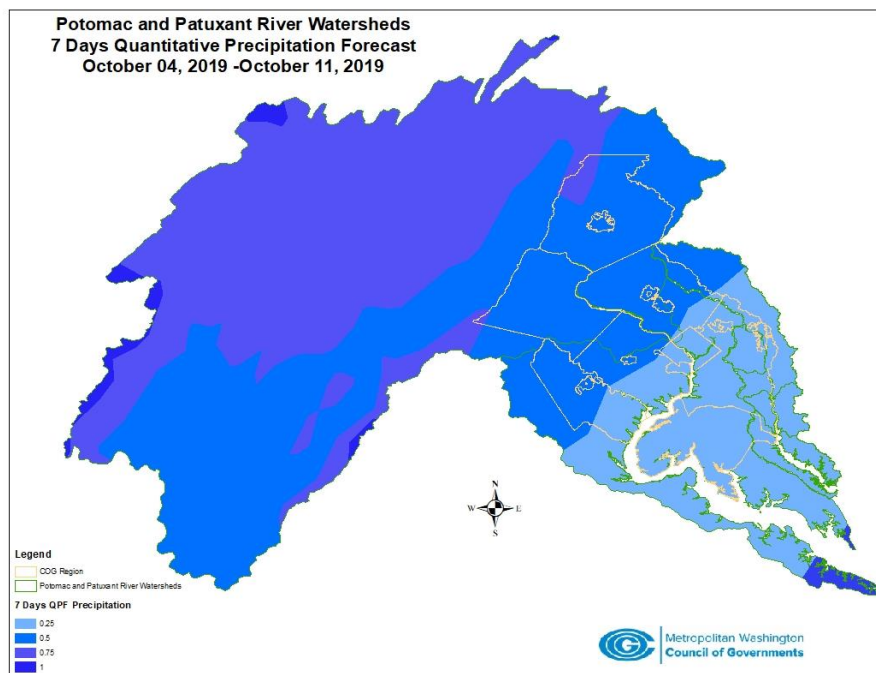 Potomac and Patuxant River Watersheds
7 Days Quantitative Precipitation Forecast
October 04, 2019 -October 11, 2019
N
W
E
S
Legend
COG Region
Potomac and Patuxant River Watersheds
7 Days QPF Precipitation
0.25
0.5
0.75
1
Metropolitan Washington
Council of Governments